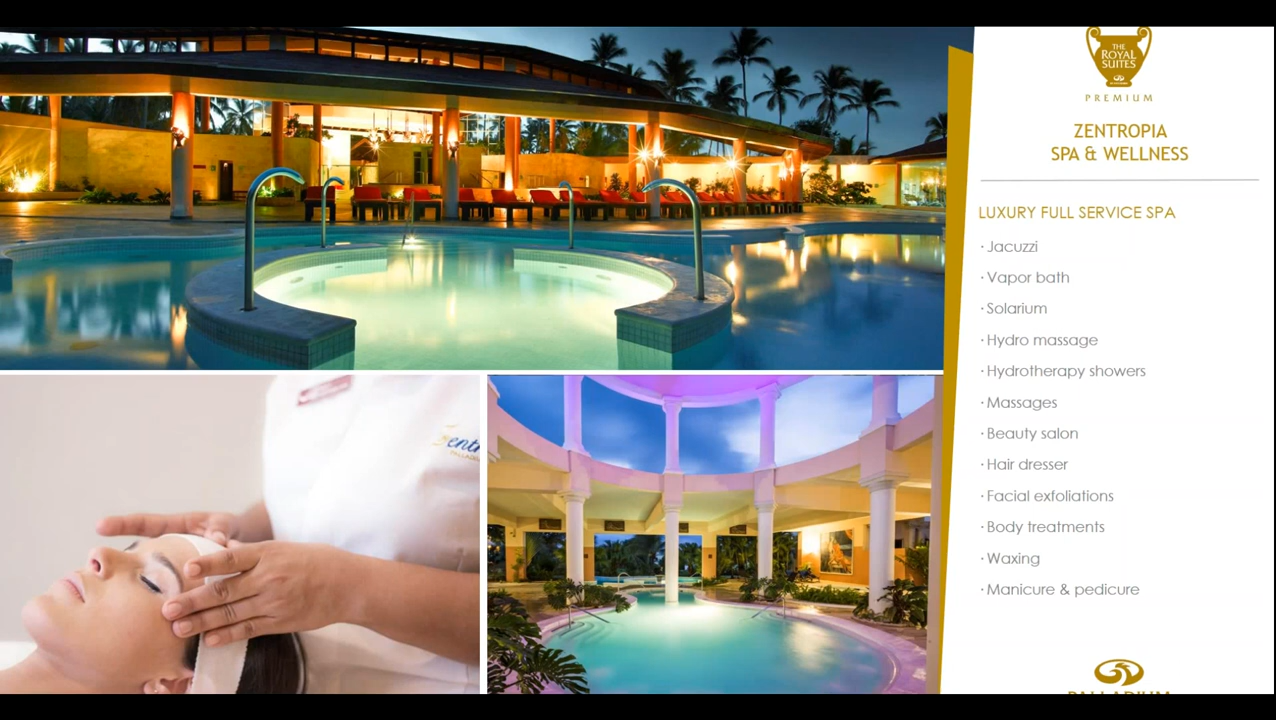 THE
ROYAL
SUITES
PREMIUM
ZENTROPIA
SPA & WELLNESS
LUXURY FULL SERVICE SPA
· Jacuzzi
· Vapor bath
· Solarium
· Hydro massage
· Hydrotherapy showers
· Massages
· Beauty salon
· Hair dresser
· Facial exfoliations
· Body treatments
· Waxing
· Manicure & pedicure
PALLADIUM